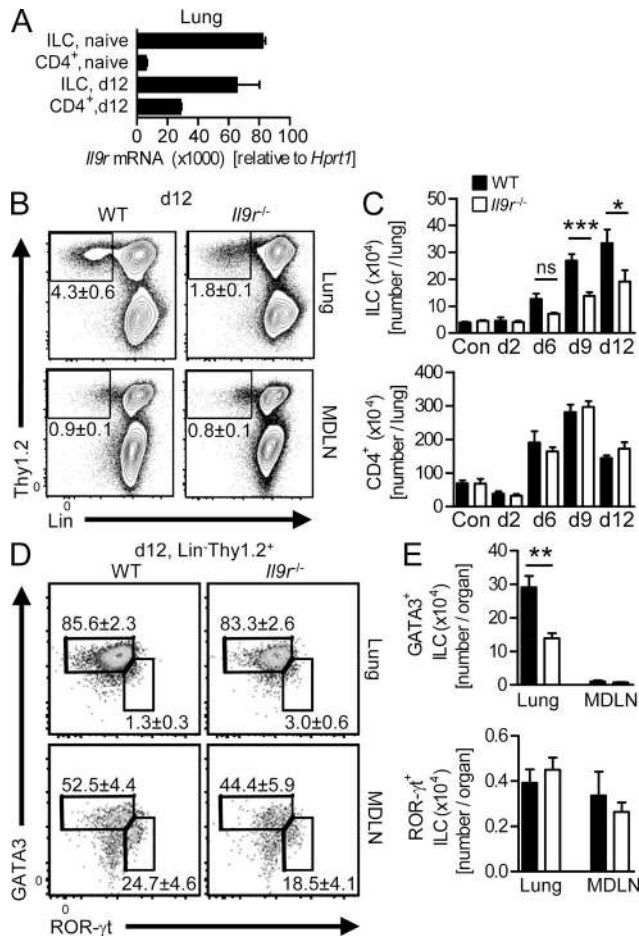 A
Lung
ILC, naive
CD4⁺, naive
ILC, d12
CD4⁺,d12
0 20 40 60 80 100
Il9r mRNA (x1000) [relative to Hprt1]
B
d12
WT Il9r⁻/⁻
4.3±0.6 1.8±0.1
Lung
0.9±0.1 0.8±0.1
MDLN
Thy1.2
0
0
Lin
C
WT
Il9r⁻/⁻
ILC (x10⁴)
[number / lung]
50
40
30
20
10
0
ns *** *
Con d2 d6 d9 d12
CD4⁺ (x10⁴)
[number / lung]
400
300
200
100
0
Con d2 d6 d9 d12
D
d12, Lin⁻Thy1.2⁺
WT Il9r⁻/⁻
85.6±2.3 83.3±2.6
Lung
1.3±0.3 3.0±0.6
52.5±4.4 44.4±5.9
MDLN
24.7±4.6 18.5±4.1
GATA3
0
0
ROR-γt
E
GATA3⁺
ILC (x10⁴)
[number / organ]
40
30
20
10
0
**
Lung MDLN
ROR-γt⁺
ILC (x10⁴)
[number / organ]
0.6
0.4
0.2
0.0
Lung MDLN